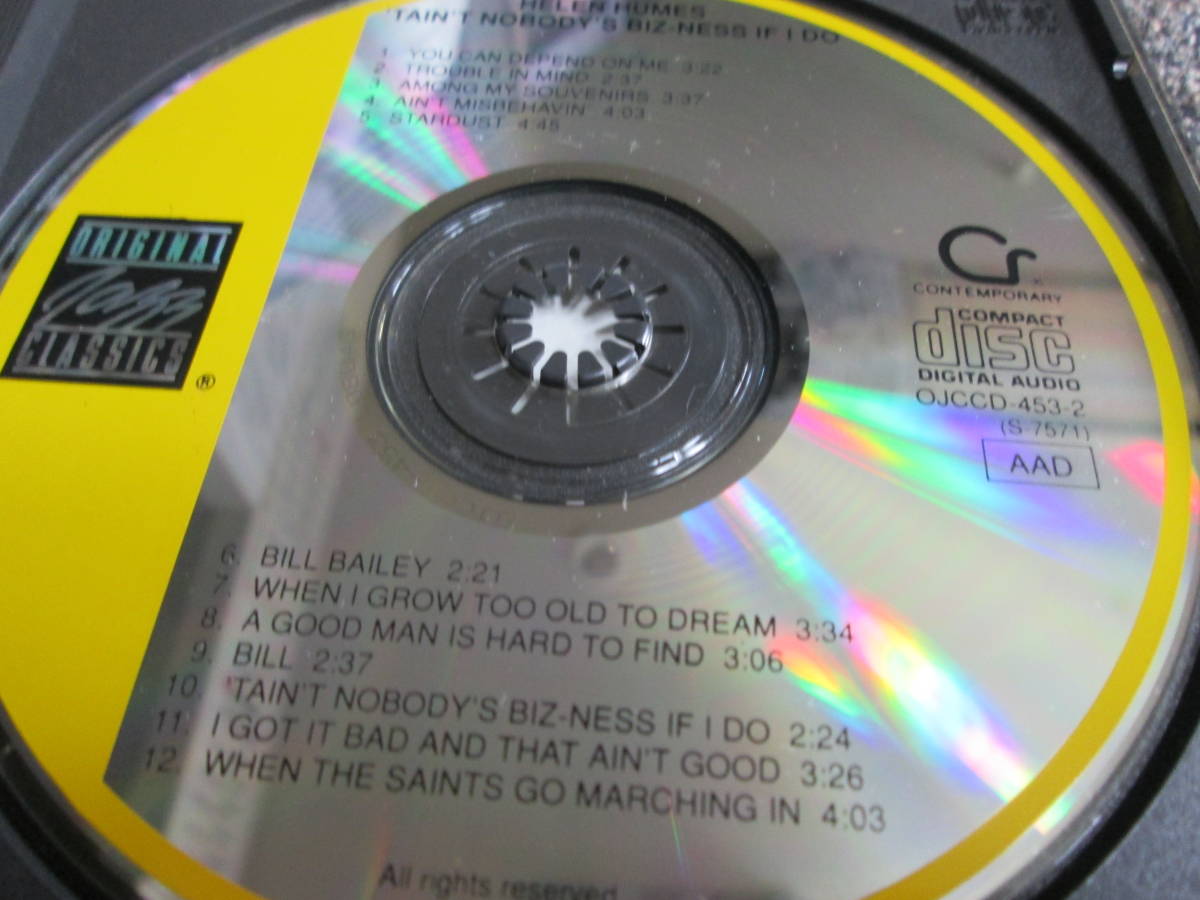 HELEN HUMES
'TAIN'T NOBODY'S BIZ-NESS IF I DO
1. YOU CAN DEPEND ON ME 3:22
2. TROUBLE IN MIND 2:37
3. AMONG MY SOUVENIRS 3:37
4. AIN'T MISBEHAVIN' 4:03
5. STARDUST 4:45
ORIGINAL
Jazz
CLASSICS
®
Cr
CONTEMPORARY
COMPACT
disc
DIGITAL AUDIO
OJCCD-453-2
(S 7571)
AAD
6. BILL BAILEY 2:21
7. WHEN I GROW TOO OLD TO DREAM 3:34
8. A GOOD MAN IS HARD TO FIND 3:06
9. BILL 2:37
10. 'TAIN'T NOBODY'S BIZ-NESS IF I DO 2:24
11. I GOT IT BAD AND THAT AIN'T GOOD 3:26
12. WHEN THE SAINTS GO MARCHING IN 4:03
All rights reserved